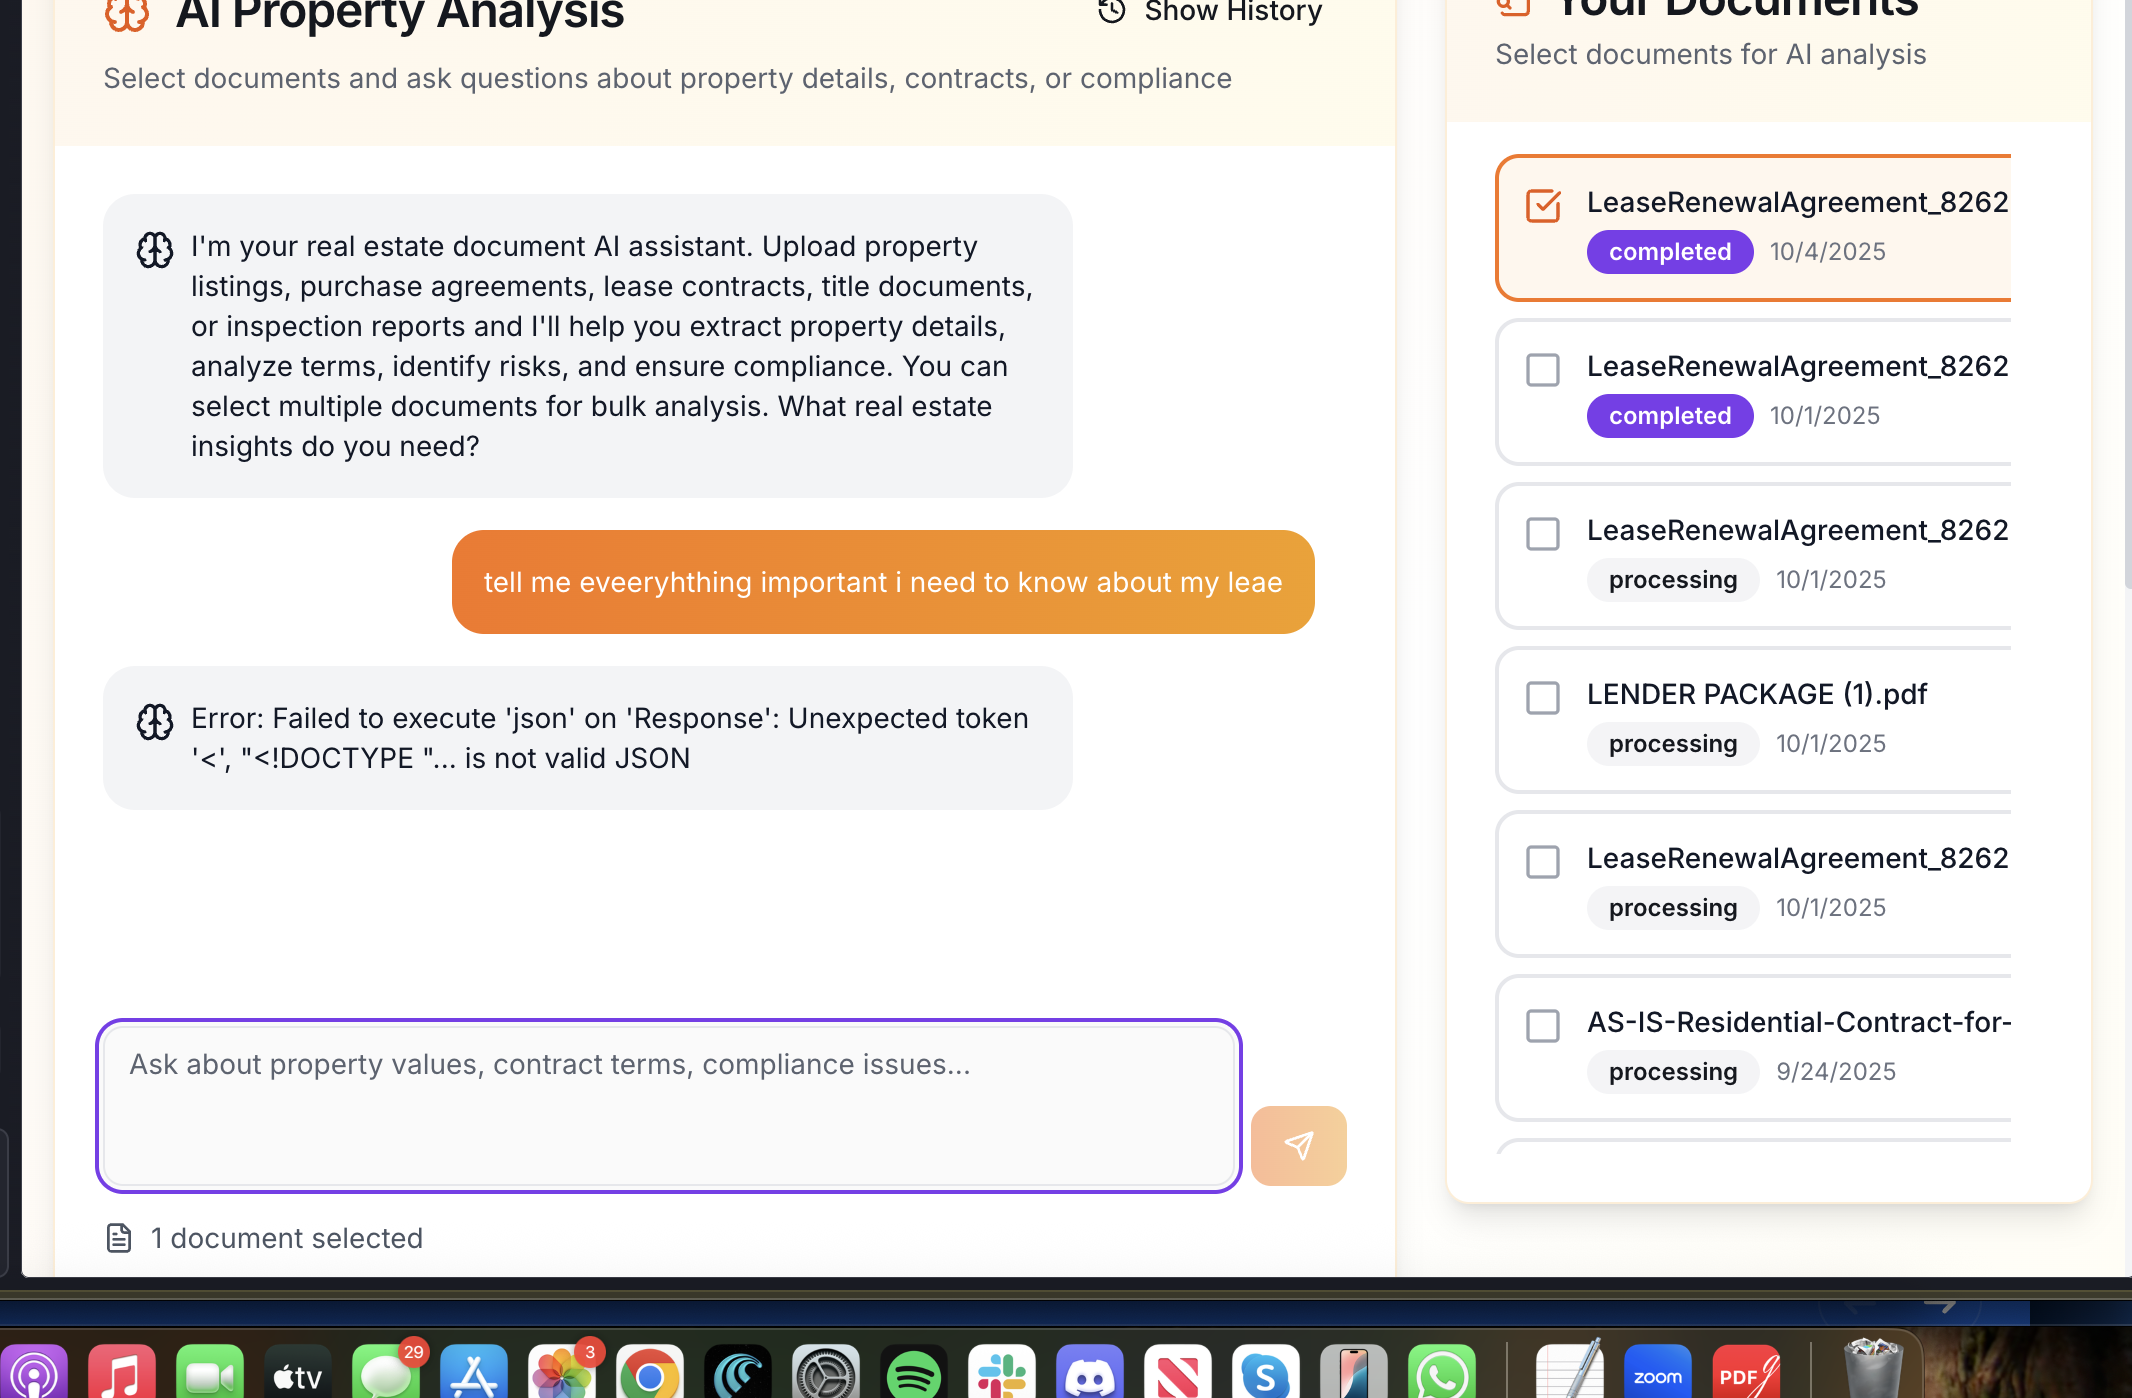 AI Property Analysis
Show History
Select documents and ask questions about property details, contracts, or compliance
I'm your real estate document AI assistant. Upload property
listings, purchase agreements, lease contracts, title documents,
or inspection reports and I'll help you extract property details,
analyze terms, identify risks, and ensure compliance. You can
select multiple documents for bulk analysis. What real estate
insights do you need?
tell me eveeryhthing important i need to know about my leae
Error: Failed to execute 'json' on 'Response': Unexpected token
'<', "<!DOCTYPE "... is not valid JSON
Ask about property values, contract terms, compliance issues...
1 document selected
Your Documents
Select documents for AI analysis
LeaseRenewalAgreement_8262
completed 10/4/2025
LeaseRenewalAgreement_8262
completed 10/1/2025
LeaseRenewalAgreement_8262
processing 10/1/2025
LENDER PACKAGE (1).pdf
processing 10/1/2025
LeaseRenewalAgreement_8262
processing 10/1/2025
AS-IS-Residential-Contract-for-
processing 9/24/2025
tv
29
3
S
zoom
PDF